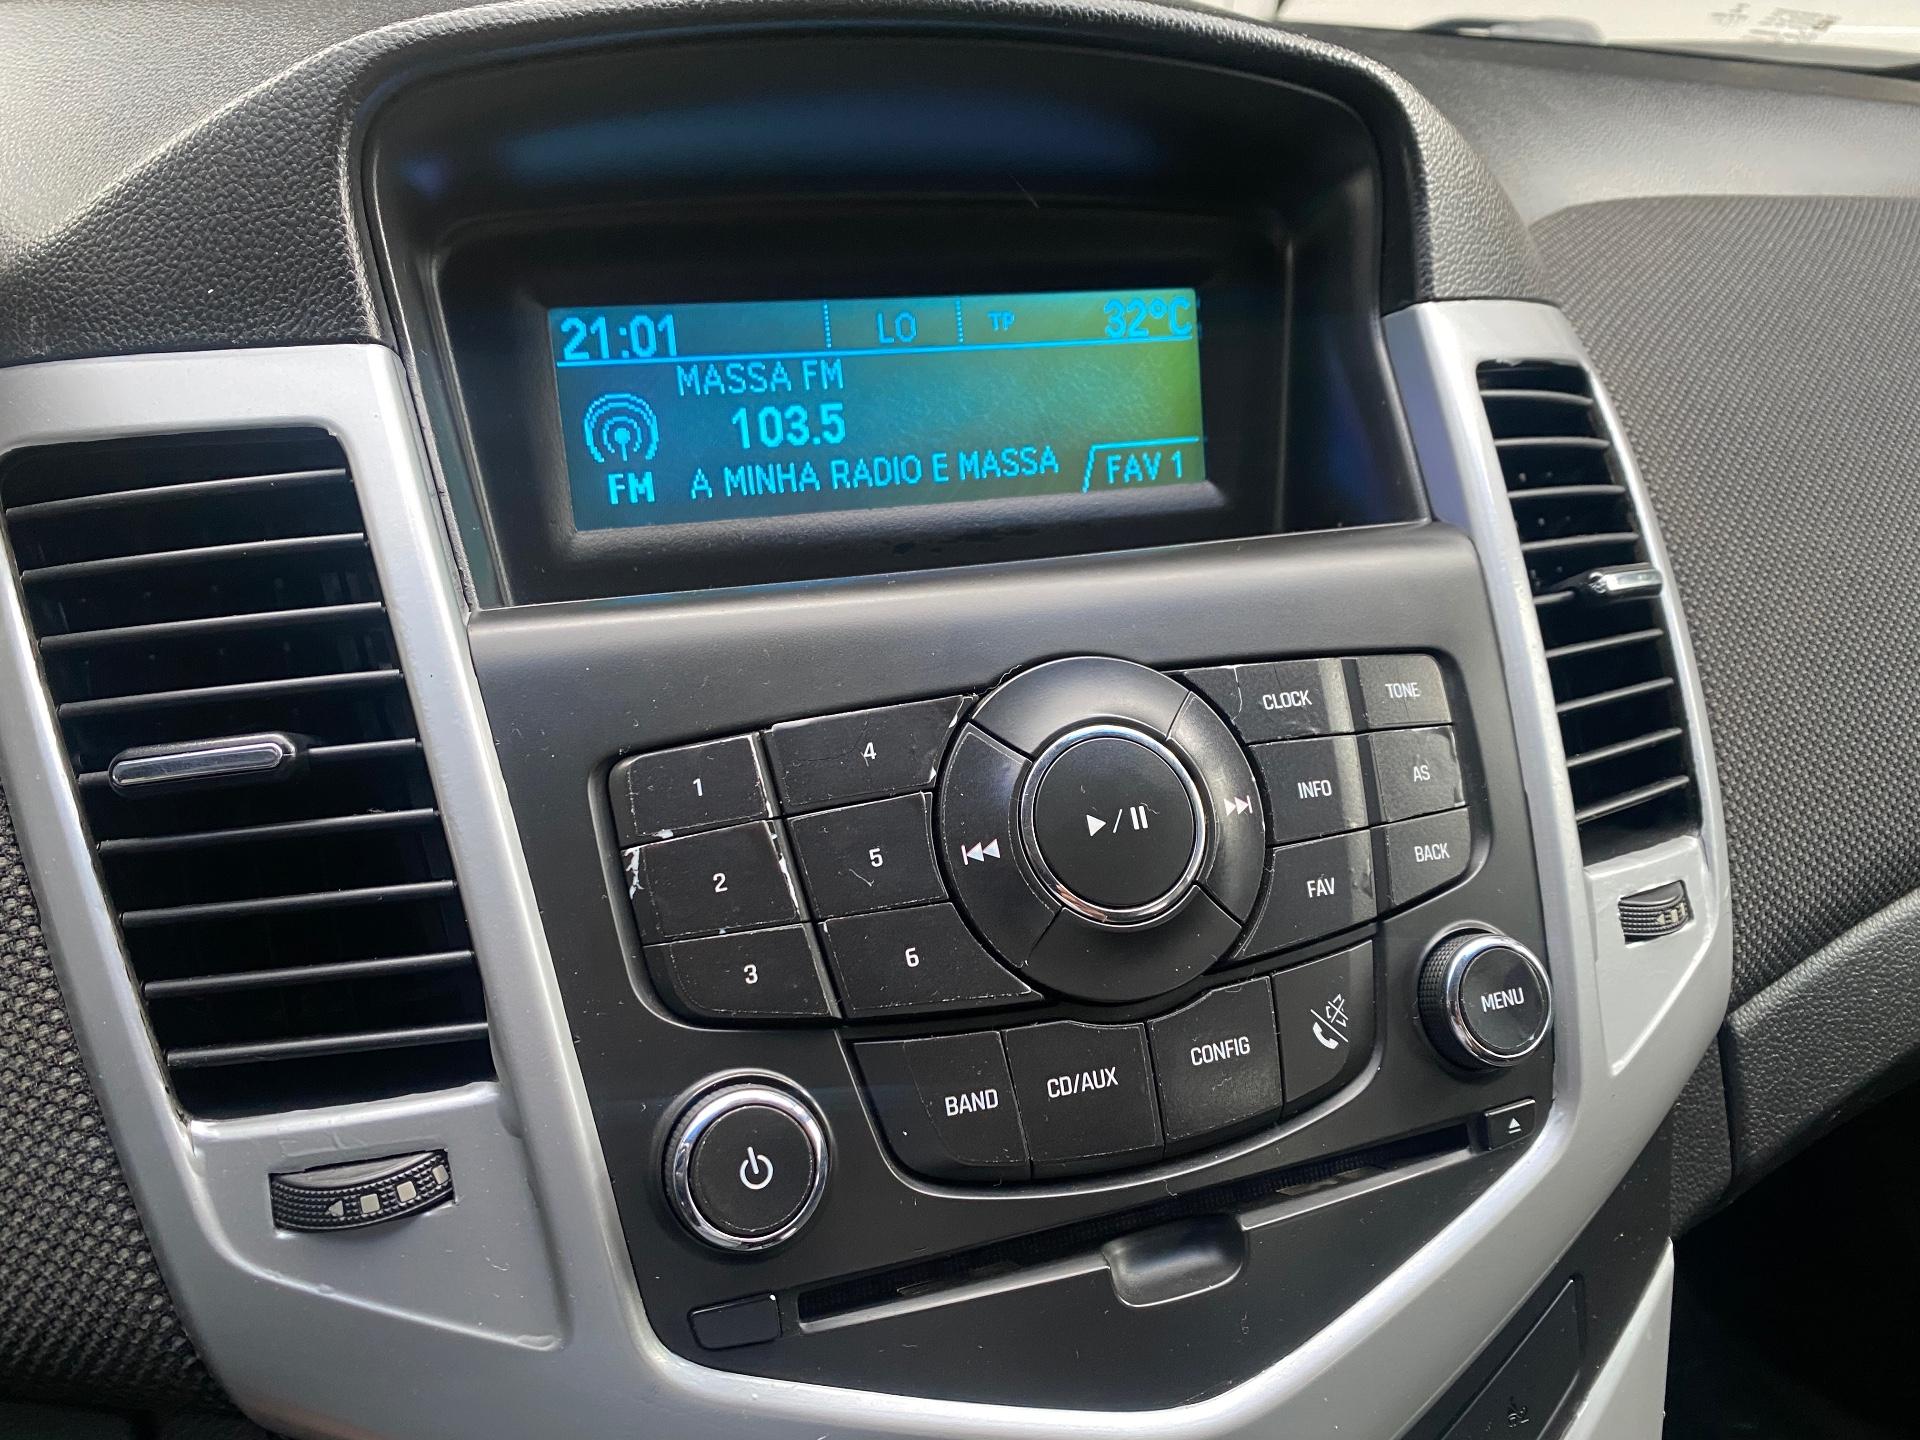 21:01 LO TP 32°C
MASSA FM
103.5
FM A MINHA RADIO E MASSA FAV 1
1 4 CLOCK TONE
2 5 INFO AS
3 6 FAV BACK
BAND CD/AUX CONFIG MENU